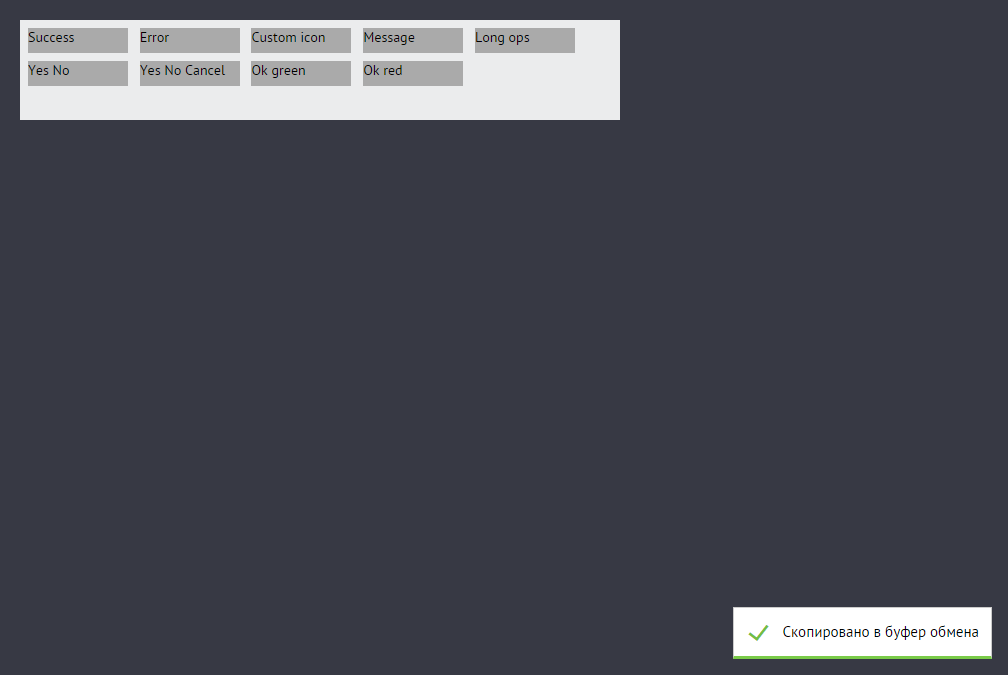 Success Error Custom icon Message Long ops
Yes No Yes No Cancel Ok green Ok red
Скопировано в буфер обмена